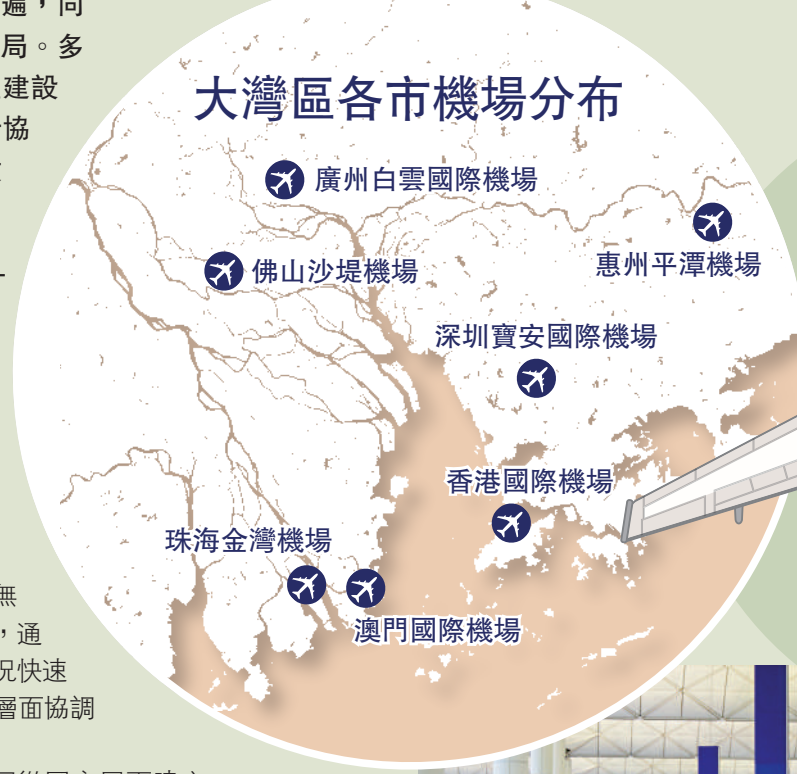 遍,同
局。多
建設
協
大灣區各市機場分布
廣州白雲國際機場
惠州平潭機場
佛山沙堤機場
深圳寶安國際機場
香港國際機場
珠海金灣機場
澳門國際機場
無
,通
況快速
層面協調